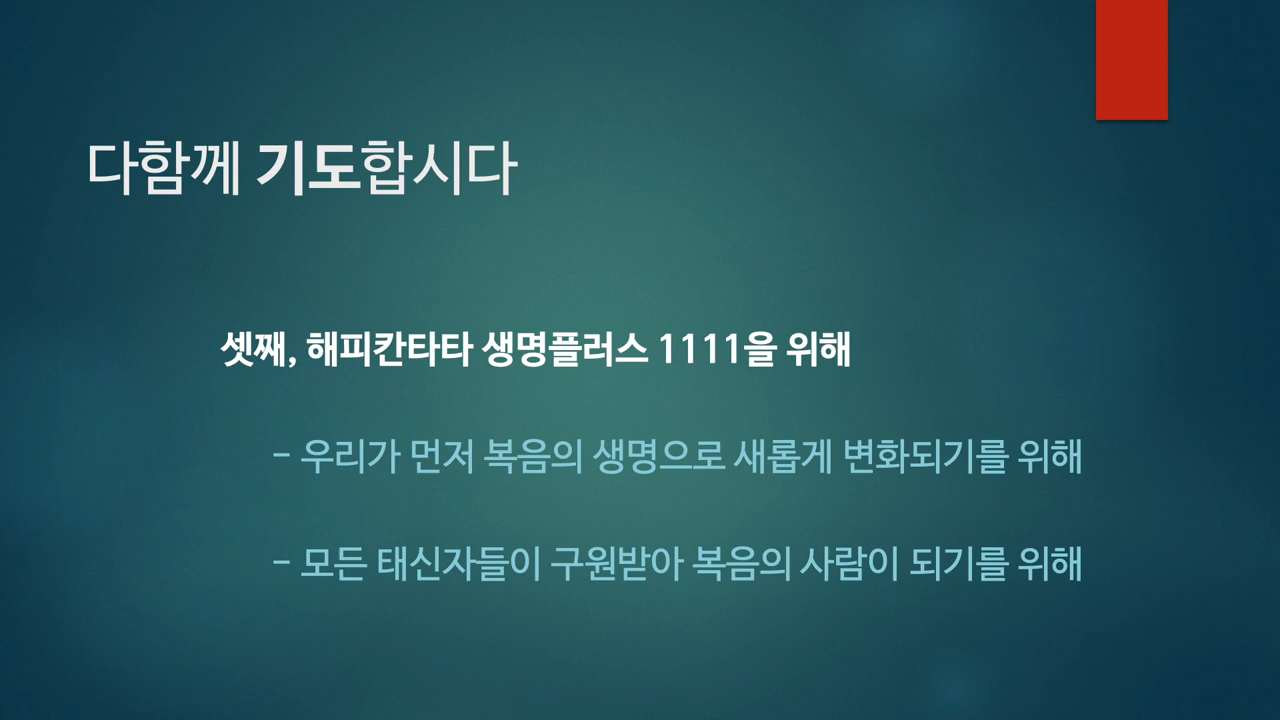 다함께 기도합시다
셋째, 해피칸타타 생명플러스 1111을 위해
- 우리가 먼저 복음의 생명으로 새롭게 변화되기를 위해
- 모든 태신자들이 구원받아 복음의 사람이 되기를 위해